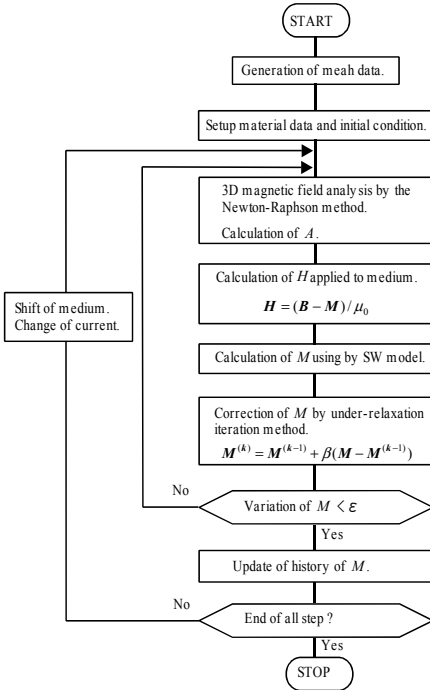 START
Generation of meah data.
Setup material data and initial condition.
3D magnetic field analysis by the
Newton-Raphson method.
Calculation of A.
Calculation of H applied to medium.
H = (B − M) / μ₀
Shift of medium.
Change of current.
Calculation of M using by SW model.
Correction of M by under-relaxation
iteration method.
M⁽ᵏ⁾ = M⁽ᵏ⁻¹⁾ + β(M − M⁽ᵏ⁻¹⁾)
No
Variation of M < ε
Yes
Update of history of M.
No
End of all step ?
Yes
STOP